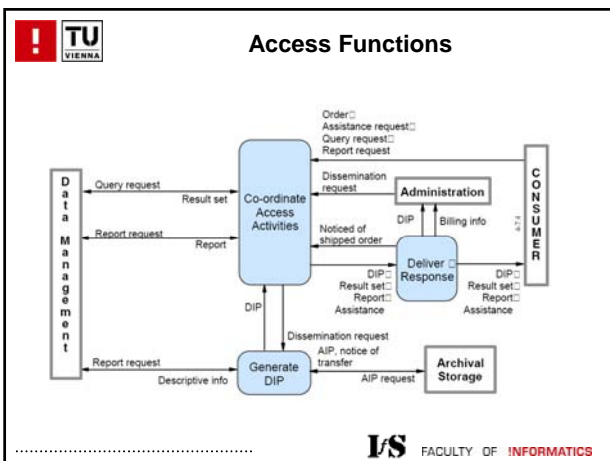 ! TU
VIENNA
Access Functions
Order
Assistance request
Query request
Report request
Dissemination
request
Administration
CONSUMER
Data Management
Query request
Result set
Co-ordinate
Access
Activities
DIP
Billing info
Noticed of
shipped order
Report request
Report
Deliver
Response
DIP
Result set
Report
Assistance
DIP
Result set
Report
Assistance
DIP
Dissemination request
AIP, notice of
transfer
Report request
Descriptive info
Generate
DIP
AIP request
Archival
Storage
IfS FACULTY OF !NFORMATICS